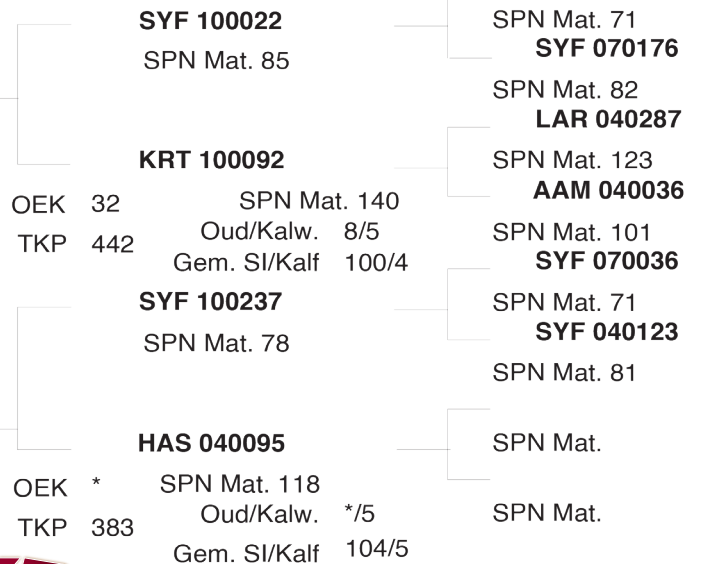 SYF 100022
SPN Mat. 85
KRT 100092
OEK 32
SPN Mat. 140
TKP 442
Oud/Kalw. 8/5
Gem. SI/Kalf 100/4
SYF 100237
SPN Mat. 78
HAS 040095
OEK *
SPN Mat. 118
TKP 383
Oud/Kalw. */5
Gem. SI/Kalf 104/5
SPN Mat. 71
SYF 070176
SPN Mat. 82
LAR 040287
SPN Mat. 123
AAM 040036
SPN Mat. 101
SYF 070036
SPN Mat. 71
SYF 040123
SPN Mat. 81
SPN Mat.
SPN Mat.